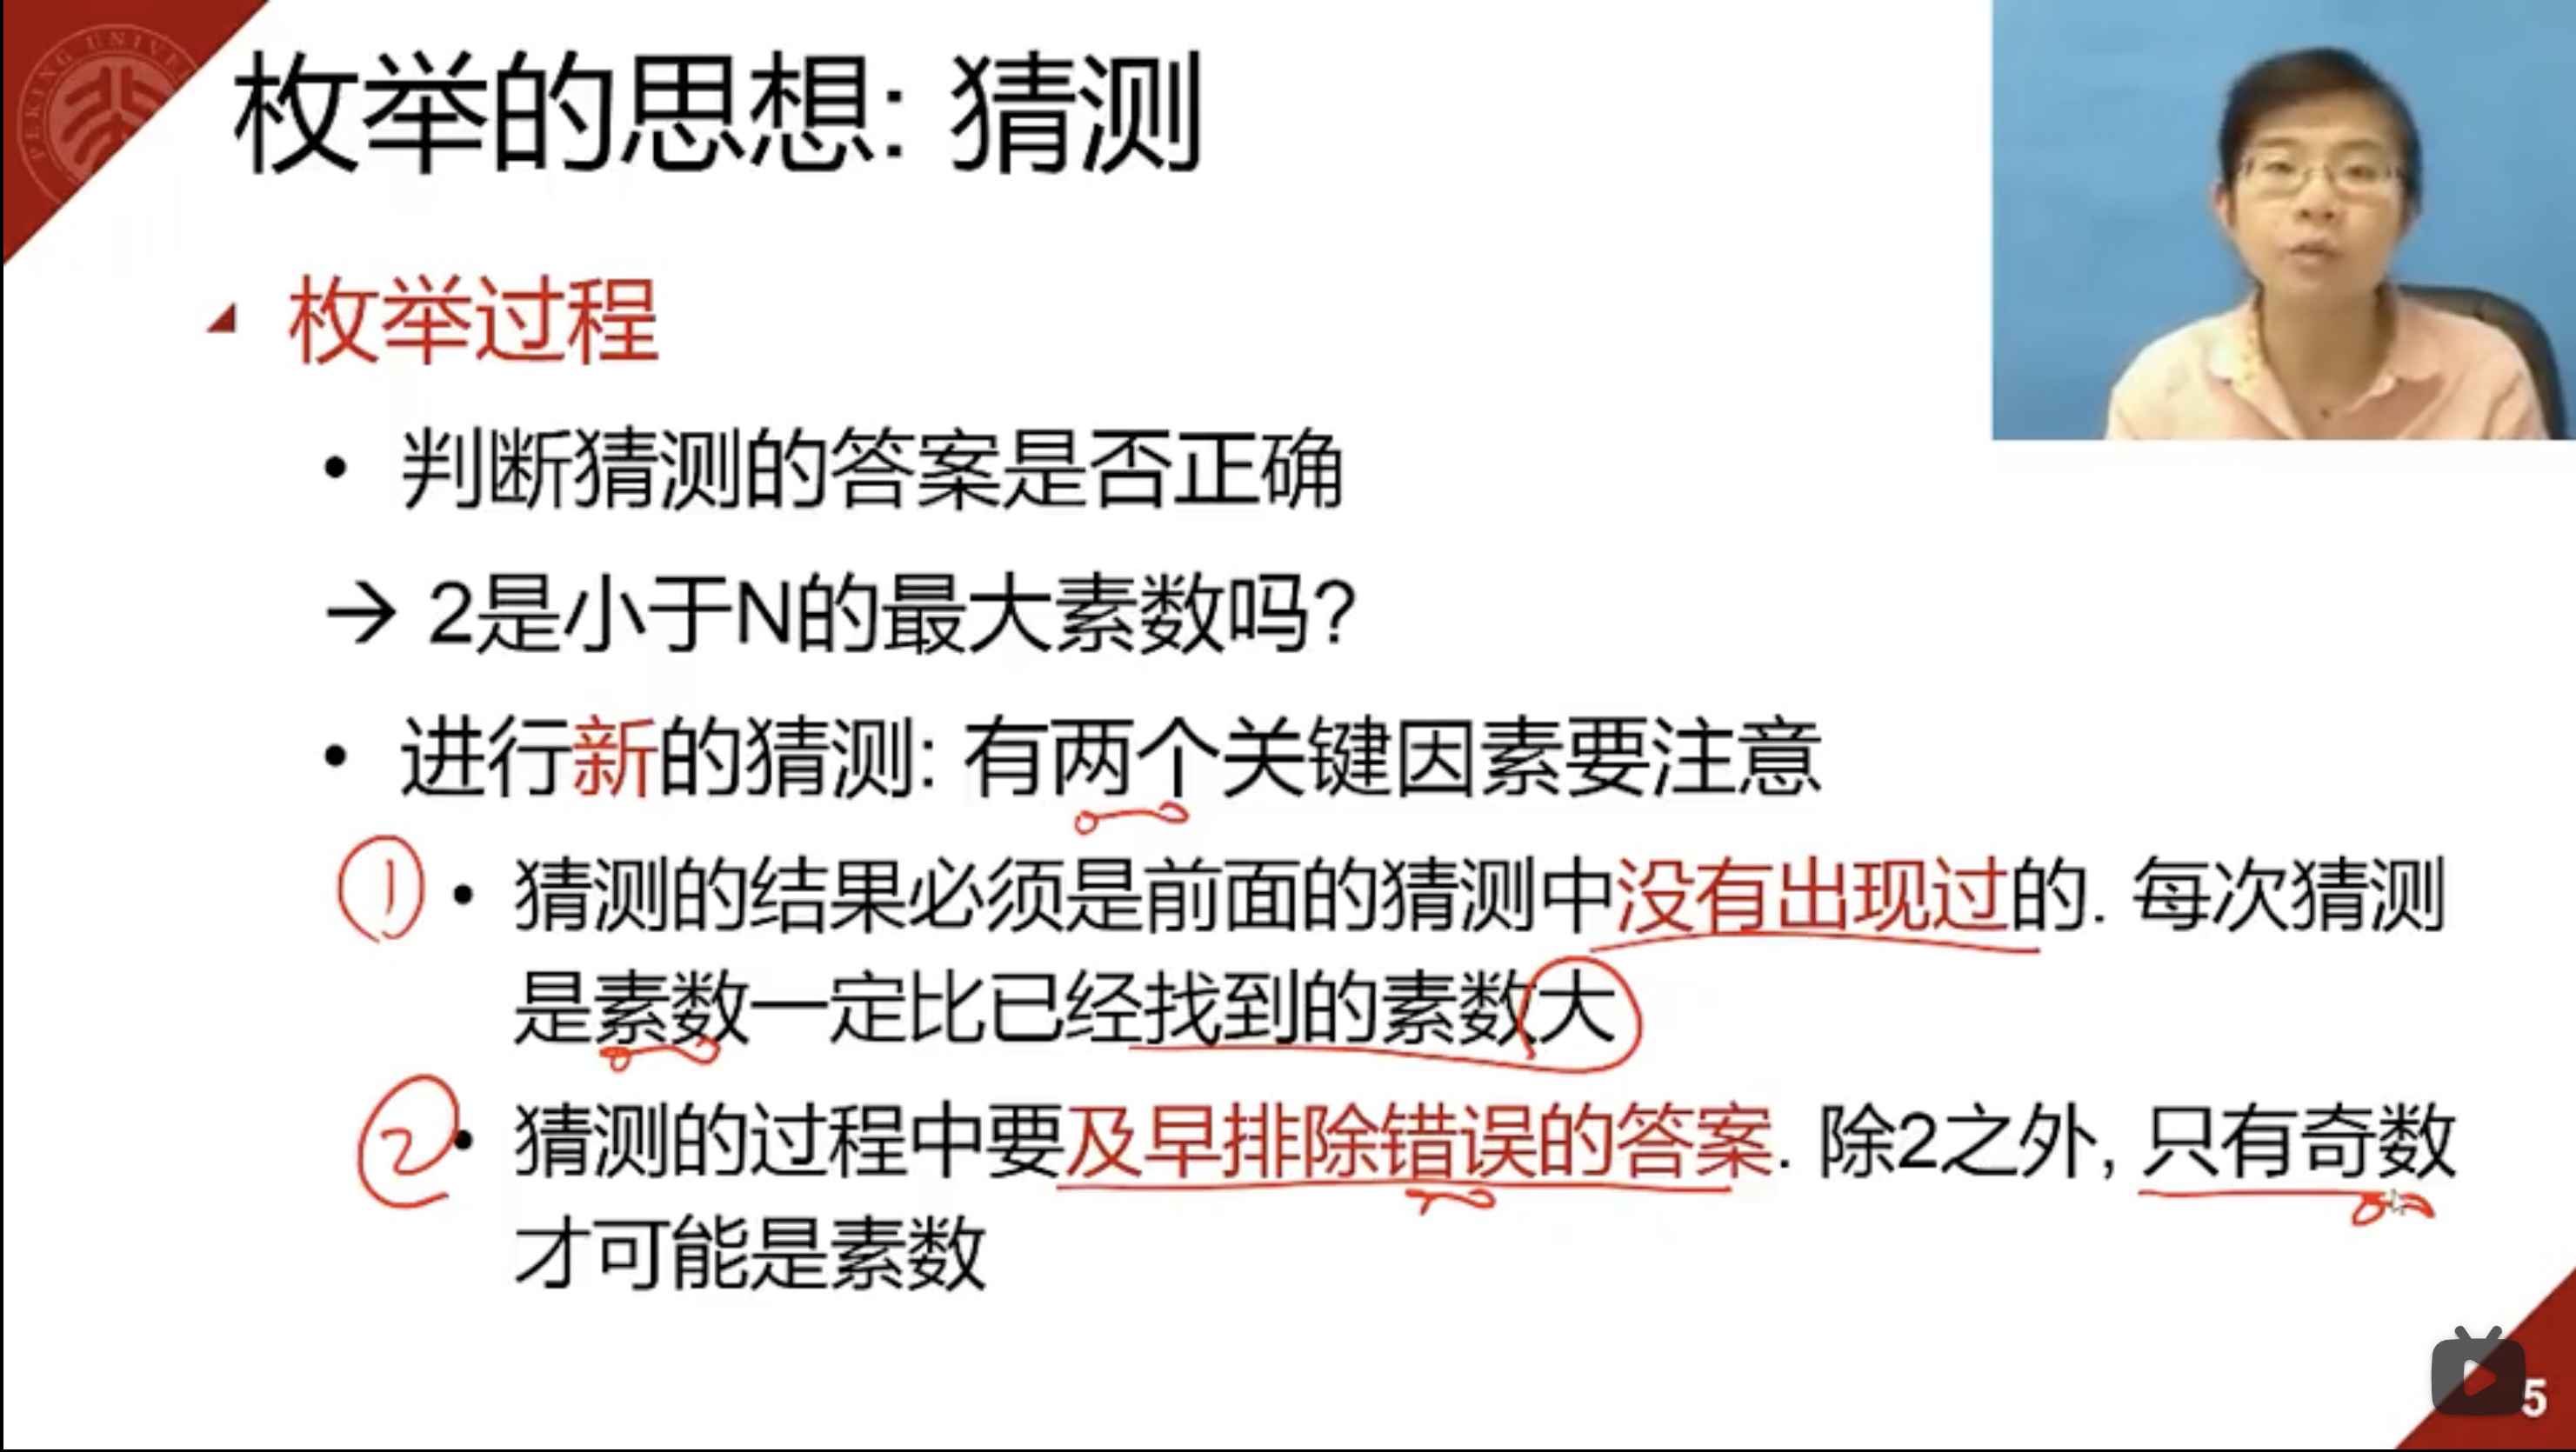 枚举的思想: 猜测
枚举过程
• 判断猜测的答案是否正确
→ 2是小于N的最大素数吗?
• 进行新的猜测: 有两个关键因素要注意
① • 猜测的结果必须是前面的猜测中没有出现过的. 每次猜测
是素数一定比已经找到的素数大
② • 猜测的过程中要及早排除错误的答案. 除2之外, 只有奇数
才可能是素数
5